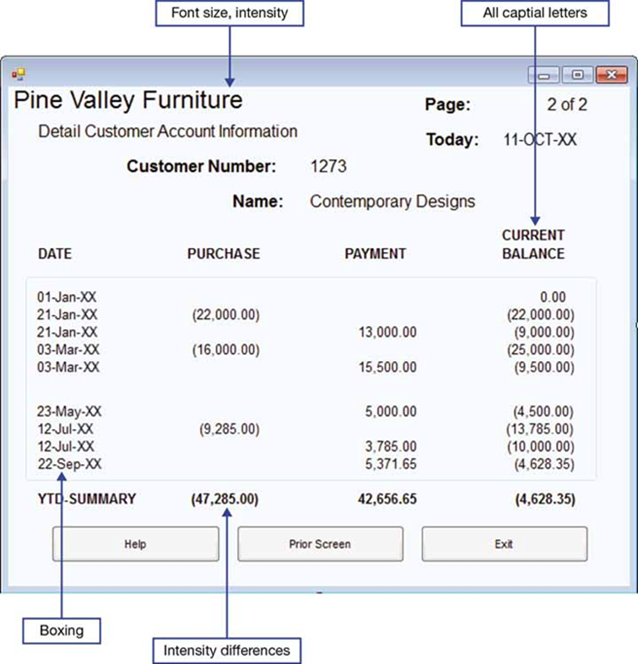 Font size, intensity
All captial letters
Pine Valley Furniture
Page: 2 of 2
Detail Customer Account Information
Today: 11-OCT-XX
Customer Number: 1273
Name: Contemporary Designs
CURRENT
DATE PURCHASE PAYMENT BALANCE
01-Jan-XX 0.00
21-Jan-XX (22,000.00) (22,000.00)
21-Jan-XX 13,000.00 (9,000.00)
03-Mar-XX (16,000.00) (25,000.00)
03-Mar-XX 15,500.00 (9,500.00)
23-May-XX 5,000.00 (4,500.00)
12-Jul-XX (9,285.00) (13,785.00)
12-Jul-XX 3,785.00 (10,000.00)
22-Sep-XX 5,371.65 (4,628.35)
YTD-SUMMARY (47,285.00) 42,656.65 (4,628.35)
Help Prior Screen Exit
Boxing
Intensity differences